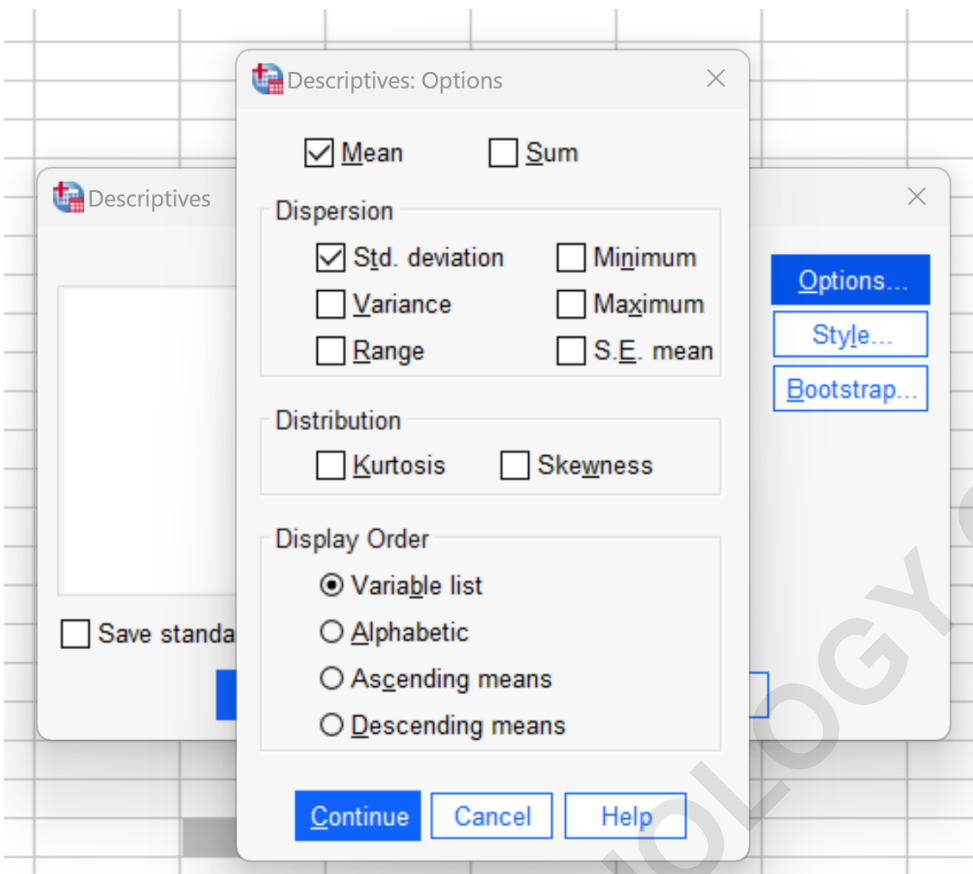 Descriptives: Options
Mean Sum
Descriptives
Dispersion
Std. deviation Minimum
Variance Maximum
Range S.E. mean
Options...
Style...
Bootstrap...
Distribution
Kurtosis Skewness
Display Order
Variable list
Alphabetic
Ascending means
Descending means
Save standa
Continue Cancel Help
OLOGY